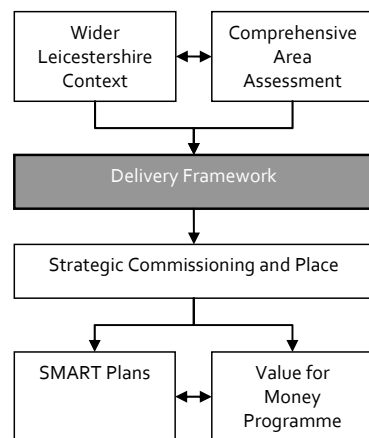 Wider
Leicestershire
Context
Comprehensive
Area
Assessment
Delivery Framework
Strategic Commissioning and Place
SMART Plans
Value for
Money
Programme